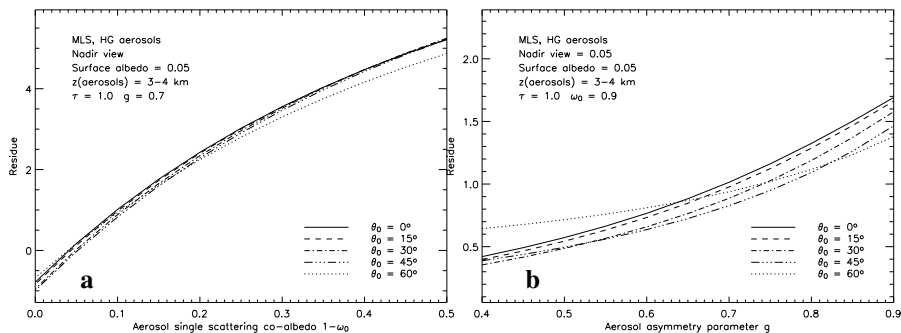 MLS, HG aerosols
Nadir view
Surface albedo = 0.05
z(aerosols) = 3-4 km
τ = 1.0 g = 0.7
Residue
4
2
0
θ₀ = 0°
θ₀ = 15°
θ₀ = 30°
θ₀ = 45°
θ₀ = 60°
a
0.0 0.1 0.2 0.3 0.4 0.5
Aerosol single scattering co-albedo 1-ω₀
MLS, HG aerosols
Nadir view
Surface albedo = 0.05
z(aerosols) = 3-4 km
τ = 1.0 ω₀ = 0.9
Residue
2.0
1.5
1.0
0.5
θ₀ = 0°
θ₀ = 15°
θ₀ = 30°
θ₀ = 45°
θ₀ = 60°
b
0.4 0.5 0.6 0.7 0.8 0.9
Aerosol asymmetry parameter g